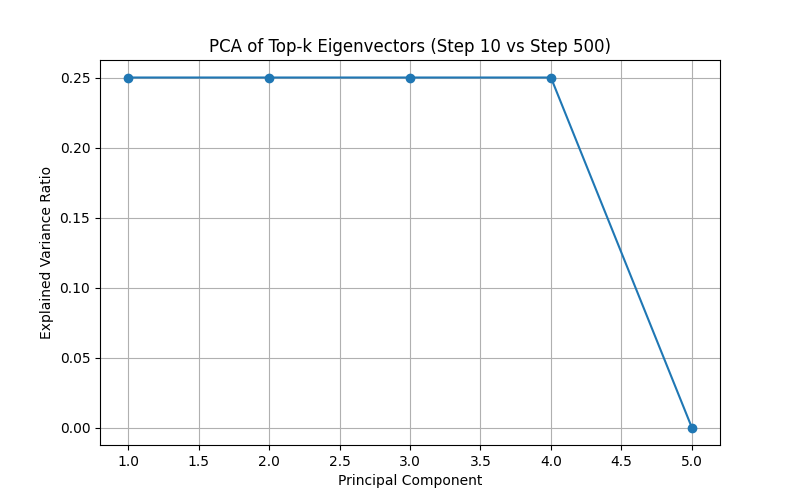 PCA of Top-k Eigenvectors (Step 10 vs Step 500)
Explained Variance Ratio
0.25
0.20
0.15
0.10
0.05
0.00
1.0 1.5 2.0 2.5 3.0 3.5 4.0 4.5 5.0
Principal Component